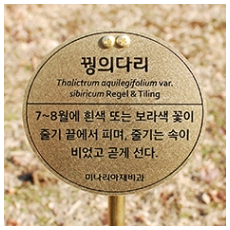 꿩의다리
Thalictrum aquilegifolium var.
sibiricum Regel & Tiling
7~8월에 흰색 또는 보라색 꽃이
줄기 끝에서 피며, 줄기는 속이
비었고 곧게 선다.
미나리아재비과